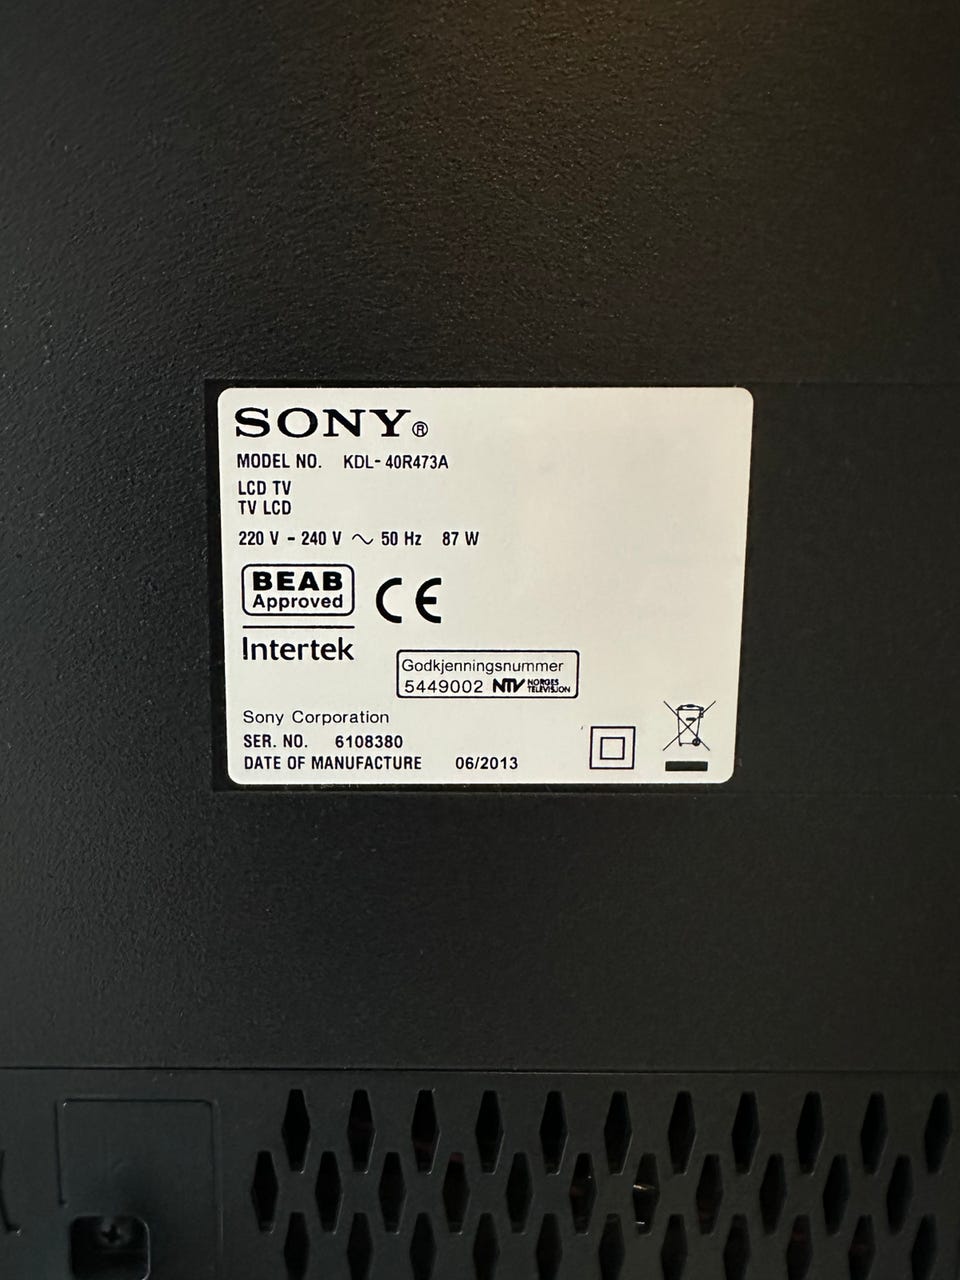 SONY®
MODEL NO. KDL-40R473A
LCD TV
TV LCD
220 V - 240 V ~ 50 Hz 87 W
BEAB
Approved
CE
Intertek
Godkjenningsnummer
5449002 NTV NORGES TELEVISJON
Sony Corporation
SER. NO. 6108380
DATE OF MANUFACTURE 06/2013